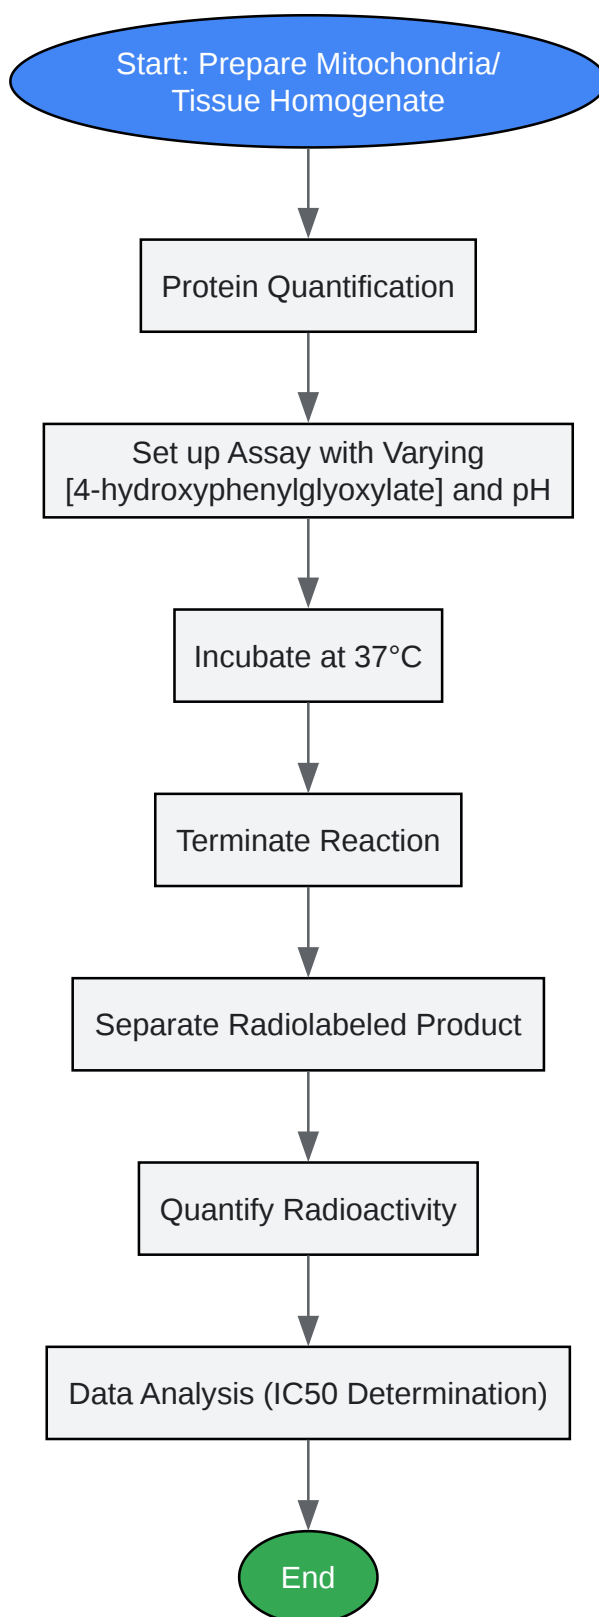 Start: Prepare Mitochondria/
Tissue Homogenate
Protein Quantification
Set up Assay with Varying
[4-hydroxyphenylglyoxylate] and pH
Incubate at 37°C
Terminate Reaction
Separate Radiolabeled Product
Quantify Radioactivity
Data Analysis (IC50 Determination)
End